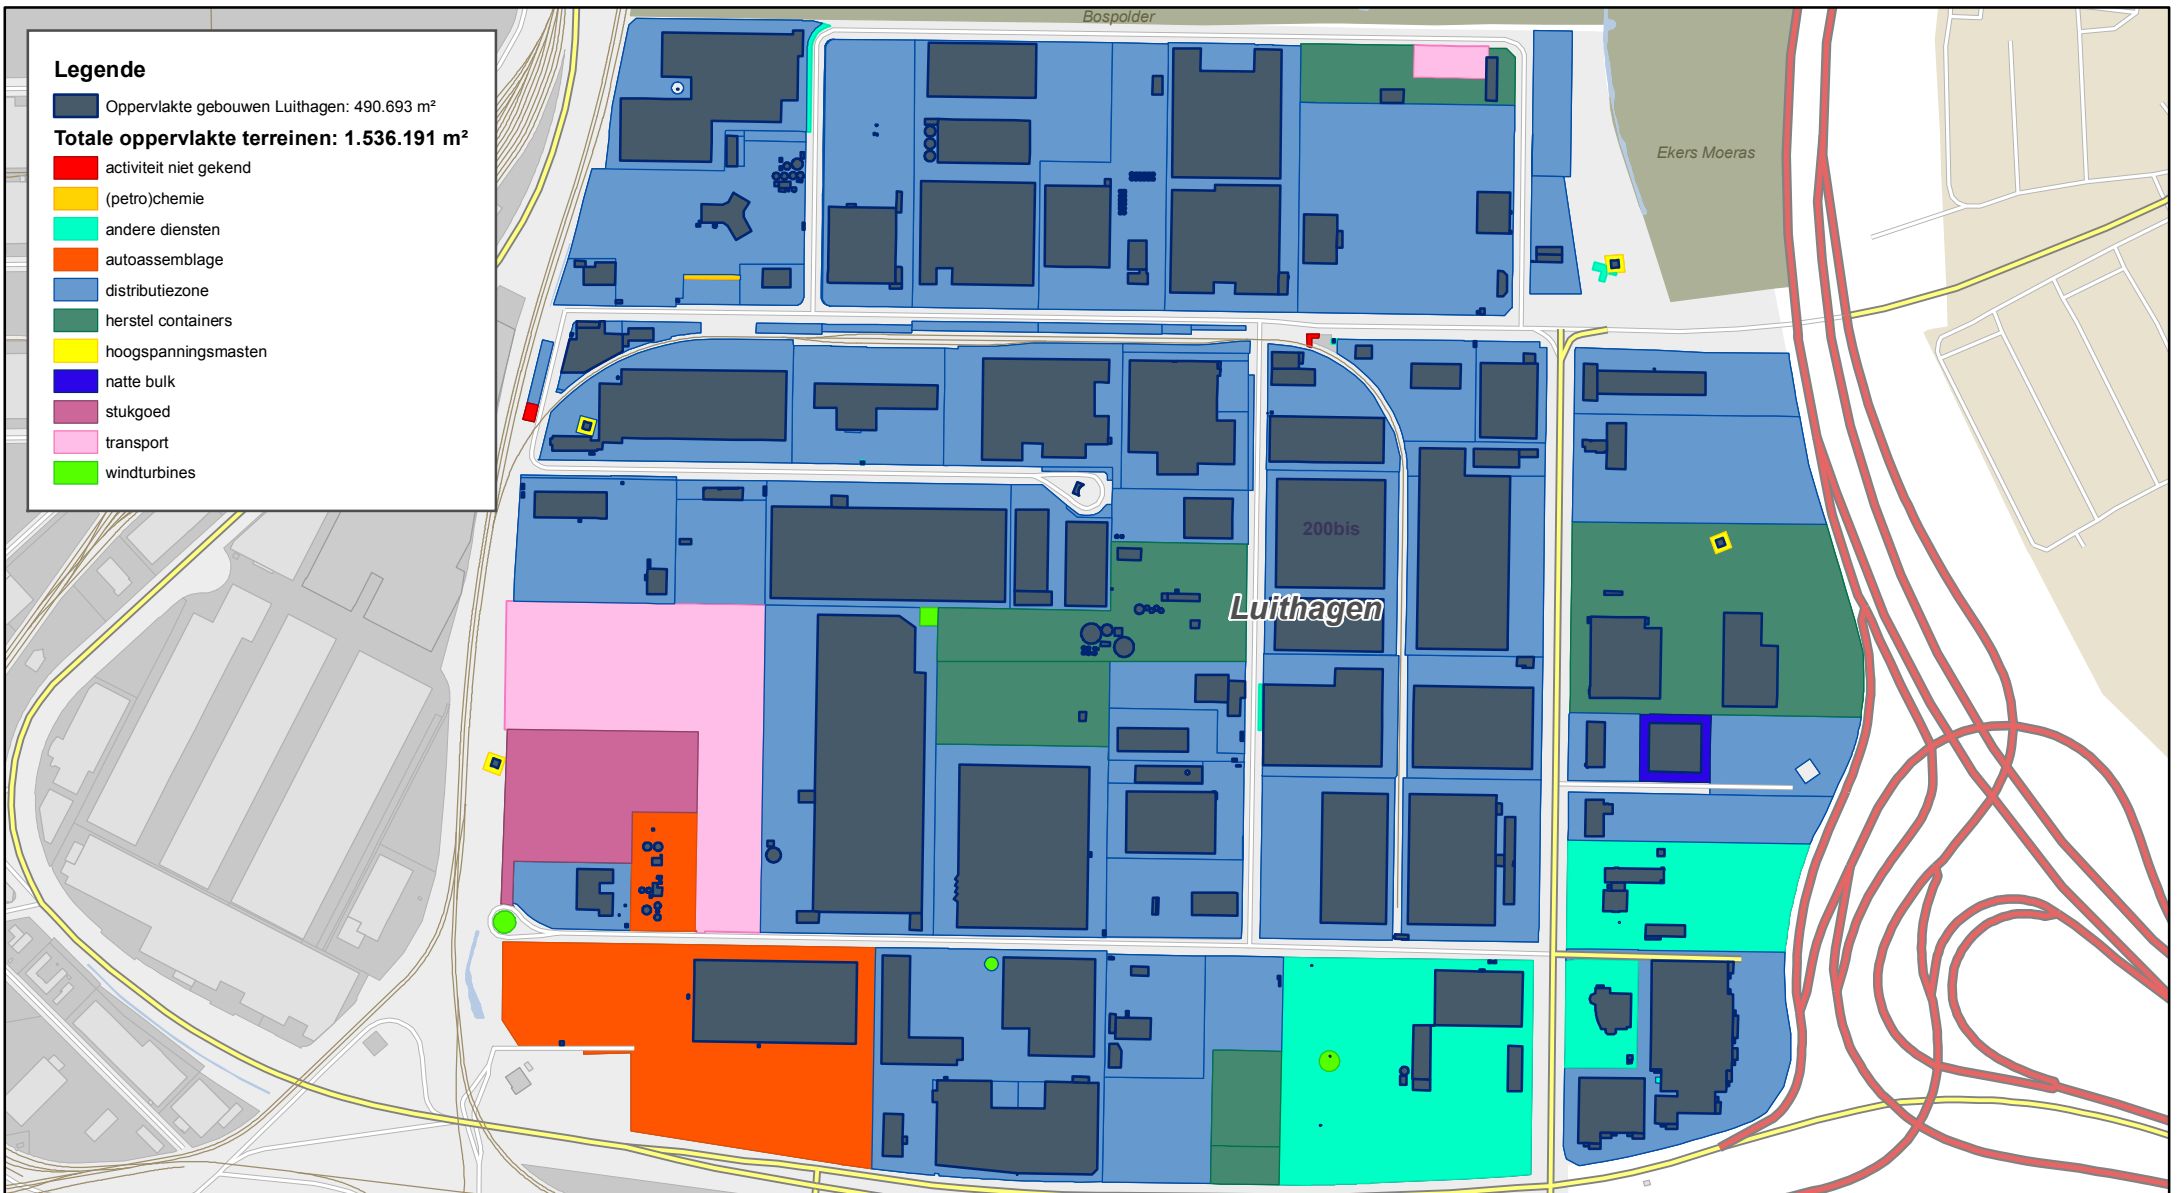 Bospolder
Legende
Oppervlakte gebouwen Luithagen: 490.693 m²
Totale oppervlakte terreinen: 1.536.191 m²
activiteit niet gekend
(petro)chemie
andere diensten
autoassemblage
distributiezone
herstel containers
hoogspanningsmasten
natte bulk
stukgoed
transport
windturbines
Ekers Moeras
200bis
Luithagen